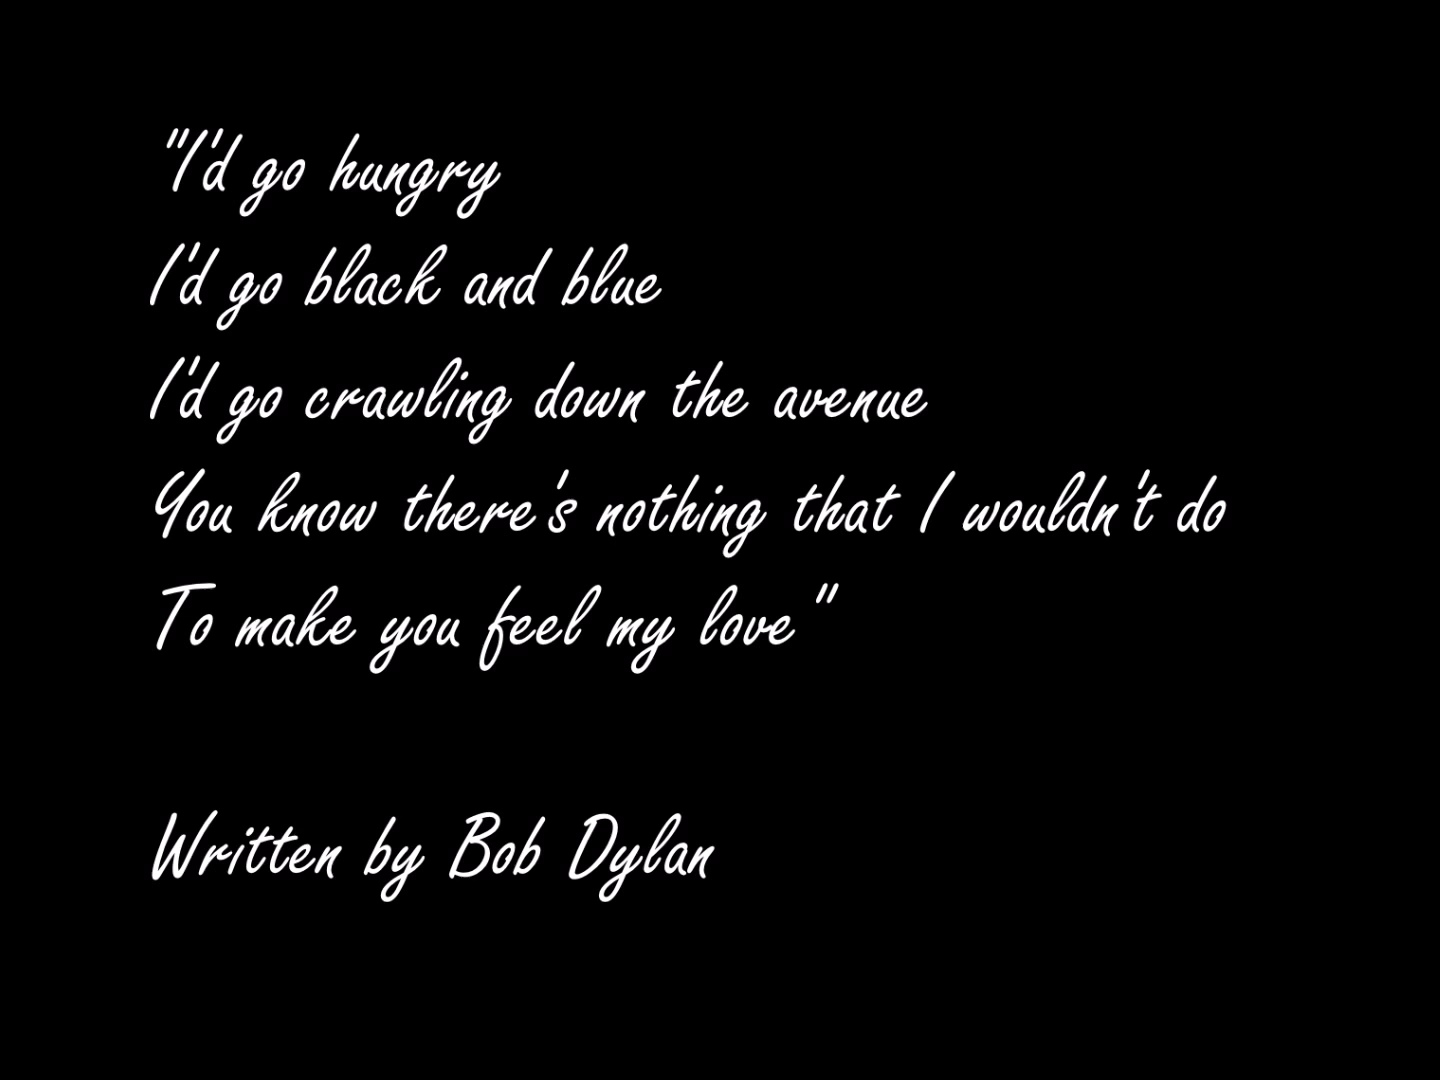 "I'd go hungry
I'd go black and blue
I'd go crawling down the avenue
You know there's nothing that I wouldn't do
To make you feel my love"
Written by Bob Dylan